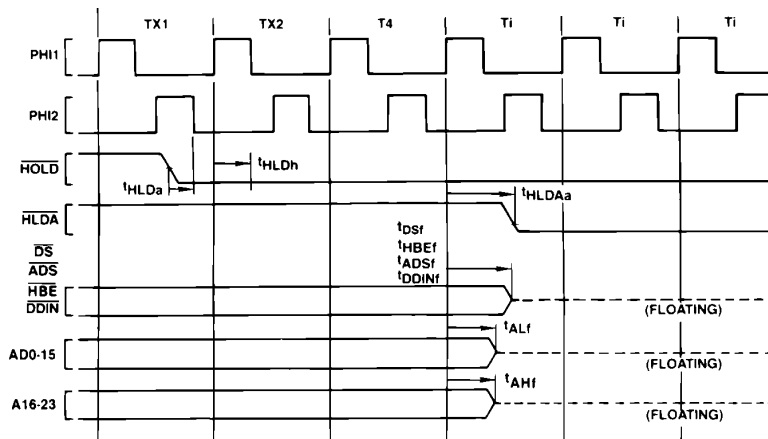 TX1 TX2 T4 Ti Ti Ti
PHI1
PHI2
HOLD
tHLDh
tHLDa
tHLDAa
HLDA
tDSf
DS
tHBEf
ADS
tADSf
tDDINf
HBE
DDIN
(FLOATING)
tALf
AD0-15
(FLOATING)
tAHf
A16-23
(FLOATING)